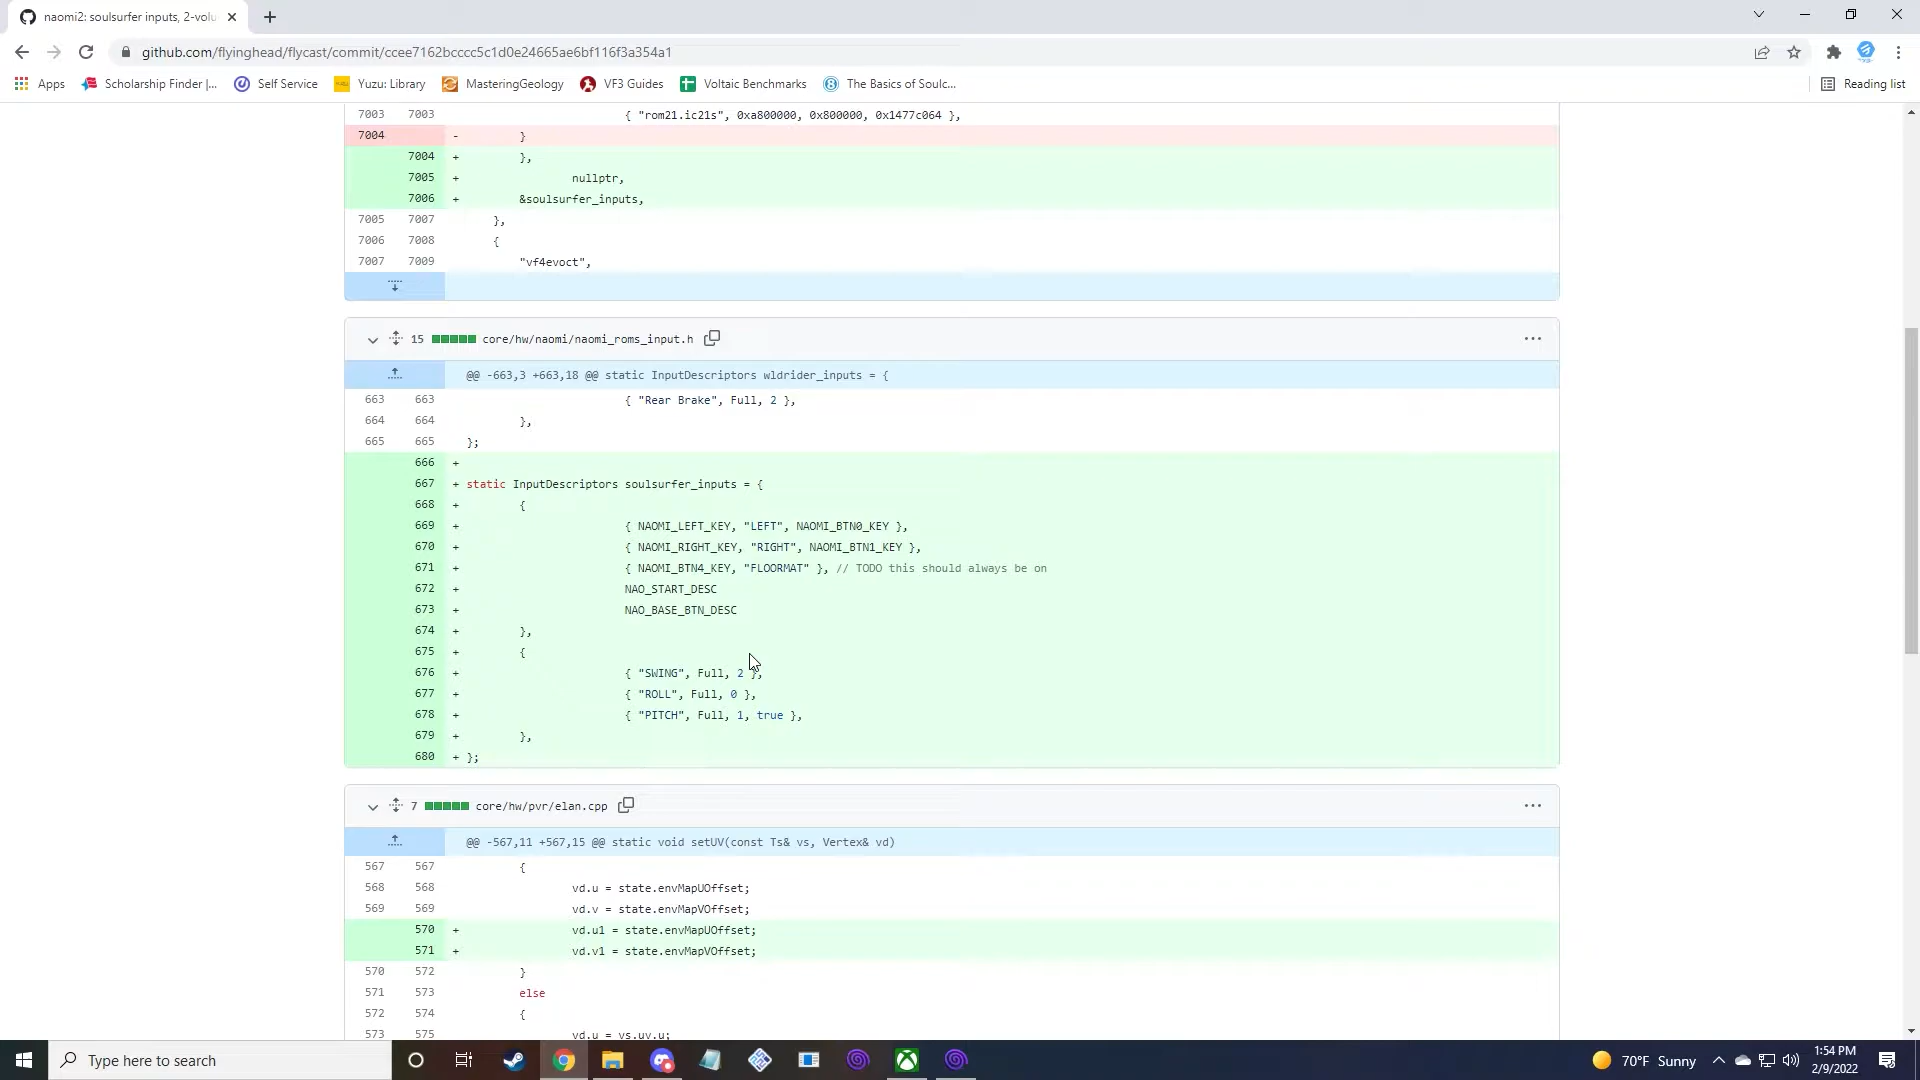 naomi2: soulsurfer inputs, 2-volu
github.com/flyinghead/flycast/commit/ccee7162bcccc5c1d0e24665ae6bf116f3a354a1
Apps Scholarship Finder |... Self Service Yuzu: Library MasteringGeology VF3 Guides Voltaic Benchmarks The Basics of Soulc... Reading list
7003 7003 { "rom21.ic21s", 0xa800000, 0x800000, 0x1477c064 },
7004 - }
7004 + },
7005 + nullptr,
7006 + &soulsurfer_inputs,
7005 7007 },
7006 7008 {
7007 7009 "vf4evoct",
15 core/hw/naomi/naomi_roms_input.h
@@ -663,3 +663,18 @@ static InputDescriptors wldrider_inputs = {
663 663 { "Rear Brake", Full, 2 },
664 664 },
665 665 };
666 +
667 + static InputDescriptors soulsurfer_inputs = {
668 + {
669 + { NAOMI_LEFT_KEY, "LEFT", NAOMI_BTN0_KEY },
670 + { NAOMI_RIGHT_KEY, "RIGHT", NAOMI_BTN1_KEY },
671 + { NAOMI_BTN4_KEY, "FLOORMAT" }, // TODO this should always be on
672 + NAO_START_DESC
673 + NAO_BASE_BTN_DESC
674 + },
675 + {
676 + { "SWING", Full, 2 },
677 + { "ROLL", Full, 0 },
678 + { "PITCH", Full, 1, true },
679 + },
680 + };
7 core/hw/pvr/elan.cpp
@@ -567,11 +567,15 @@ static void setUV(const Ts& vs, Vertex& vd)
567 567 {
568 568 vd.u = state.envMapUOffset;
569 569 vd.v = state.envMapVOffset;
570 + vd.u1 = state.envMapUOffset;
571 + vd.v1 = state.envMapVOffset;
570 572 }
571 573 else
572 574 {
573 575 vd.u = vs.uv.u;
Type here to search
70°F Sunny
1:54 PM
2/9/2022